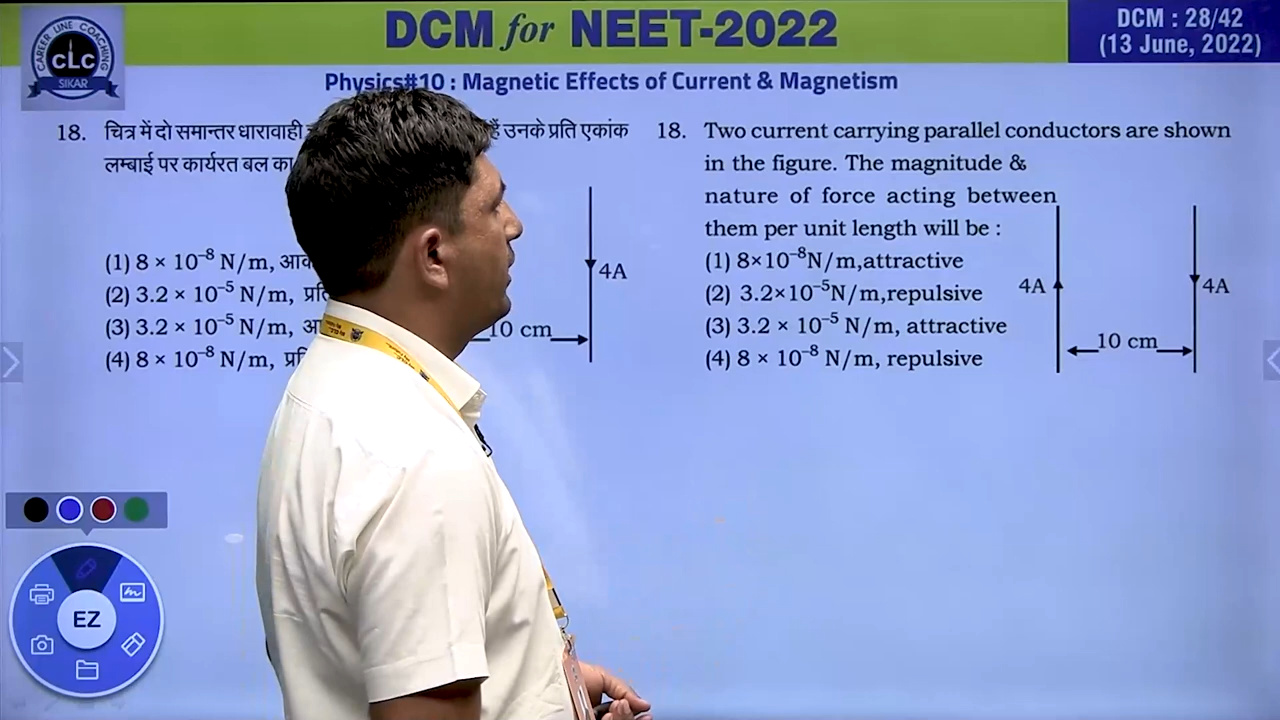 CAREER LINE COACHING
CLC
SIKAR
DCM for NEET-2022
DCM : 28/42
(13 June, 2022)
Physics#10 : Magnetic Effects of Current & Magnetism
18. चित्र में दो समान्तर धारावाही हैं उनके प्रति एकांक
लम्बाई पर कार्यरत बल का
(1) 8 × 10⁻⁸ N/m,
(2) 3.2 × 10⁻⁵ N/m,
(3) 3.2 × 10⁻⁵ N/m,
(4) 8 × 10⁻⁸ N/m,
4A
10 cm
18. Two current carrying parallel conductors are shown
in the figure. The magnitude &
nature of force acting between
them per unit length will be :
(1) 8×10⁻⁸N/m,attractive
(2) 3.2×10⁻⁵N/m,repulsive
(3) 3.2 × 10⁻⁵ N/m, attractive
(4) 8 × 10⁻⁸ N/m, repulsive
4A
4A
10 cm
EZ